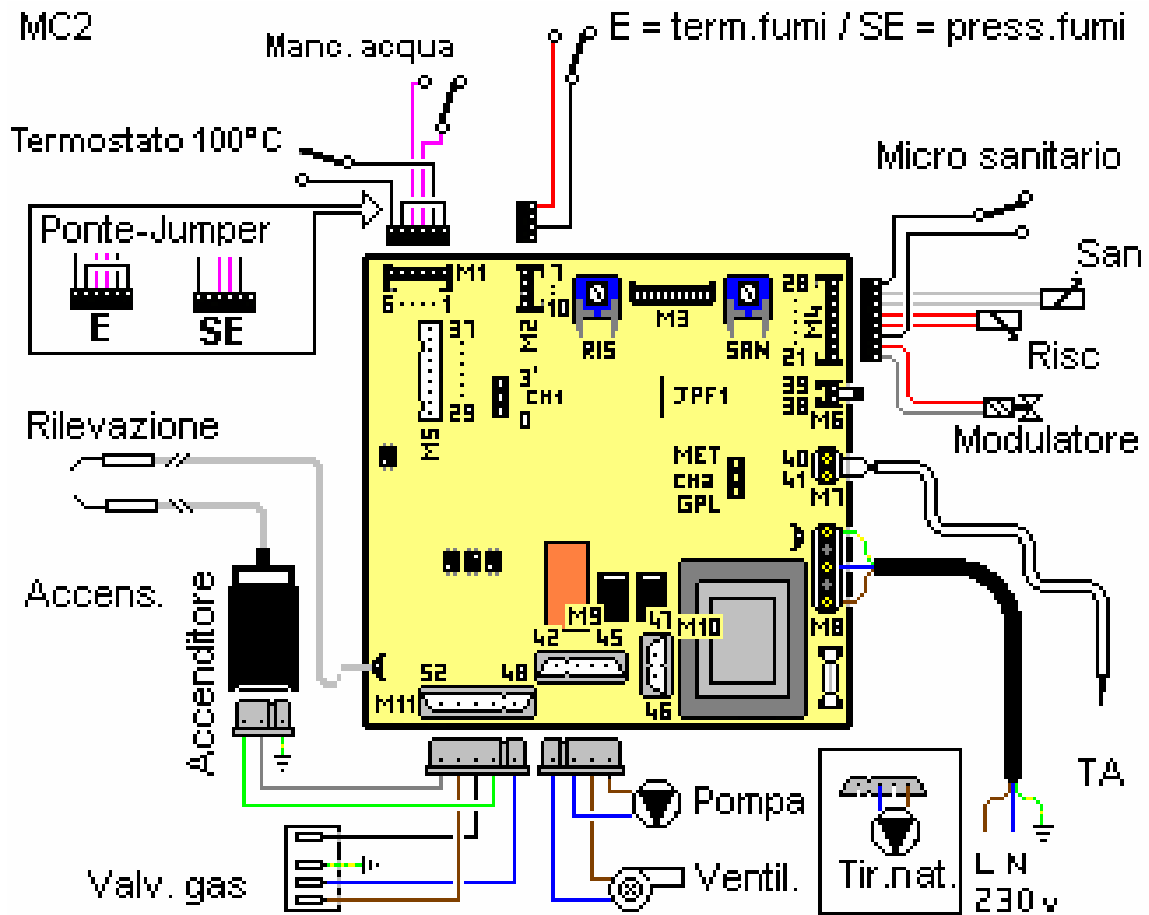 MC2
Manc. acqua
E = term.fumi / SE = press.fumi
Termostato 100°C
Micro sanitario
Ponte-Jumper
E
SE
San
Risc
Modulatore
M1
6....1
7
10
M2
RIS
M3
SAN
28
21
M4
37
29
M5
3'
CH1
0
JPF1
39
38
M6
MET
CH2
GPL
40
41
M7
Rilevazione
Accens.
Accenditore
M8
M9
42
45
47
M10
46
52
48
M11
TA
Pompa
Ventil.
Valv. gas
Tir.nat.
L N
230 v